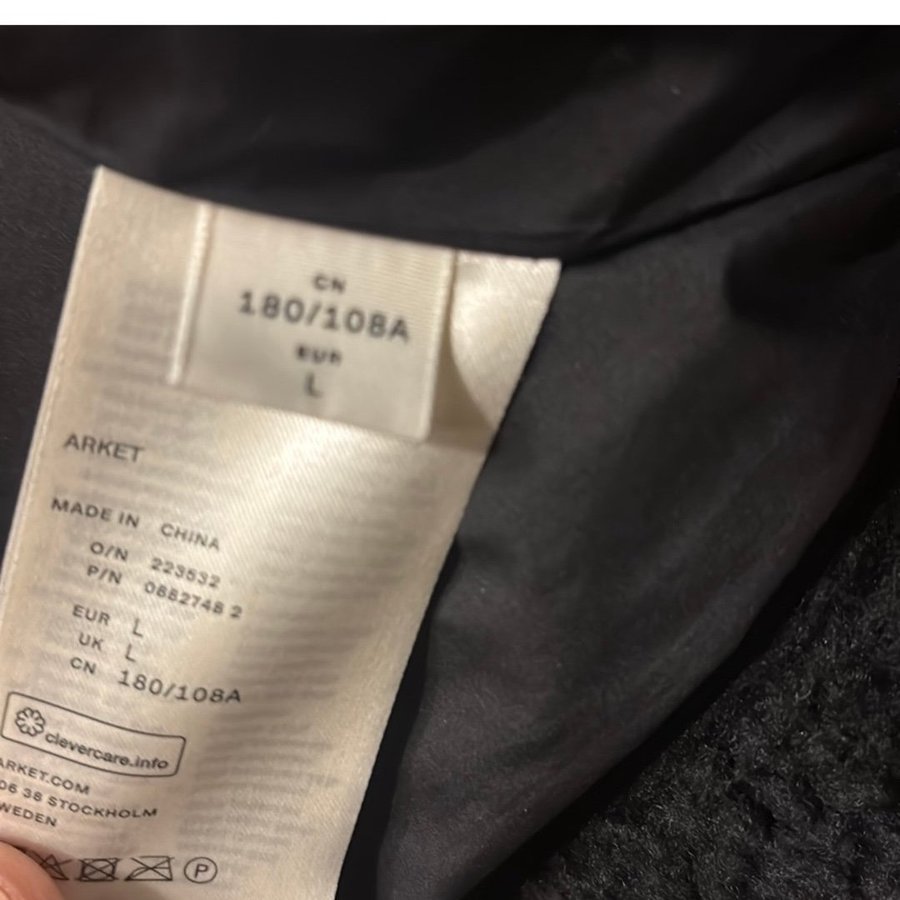 CN
180/108A
EUR
L
ARKET
MADE IN CHINA
O/N 223532
P/N 0882748 2
EUR L
UK L
CN 180/108A
clevercare.info
ARKET.COM
06 38 STOCKHOLM
WEDEN
P